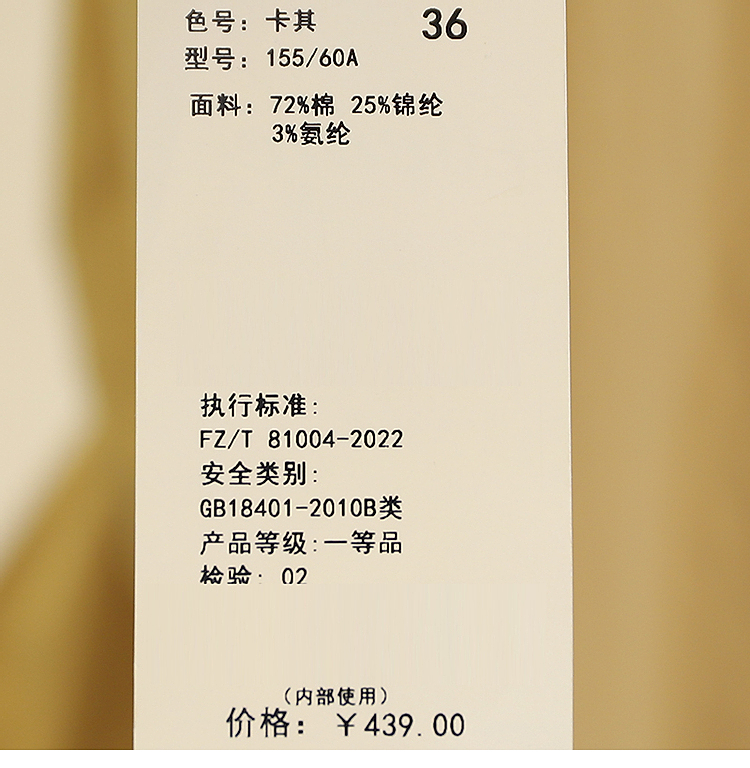 色号：卡其 36
型号：155/60A
面料：72%棉 25%锦纶
3%氨纶
执行标准:
FZ/T 81004-2022
安全类别:
GB18401-2010B类
产品等级:一等品
检验: 02
（内部使用）
价格：￥439.00